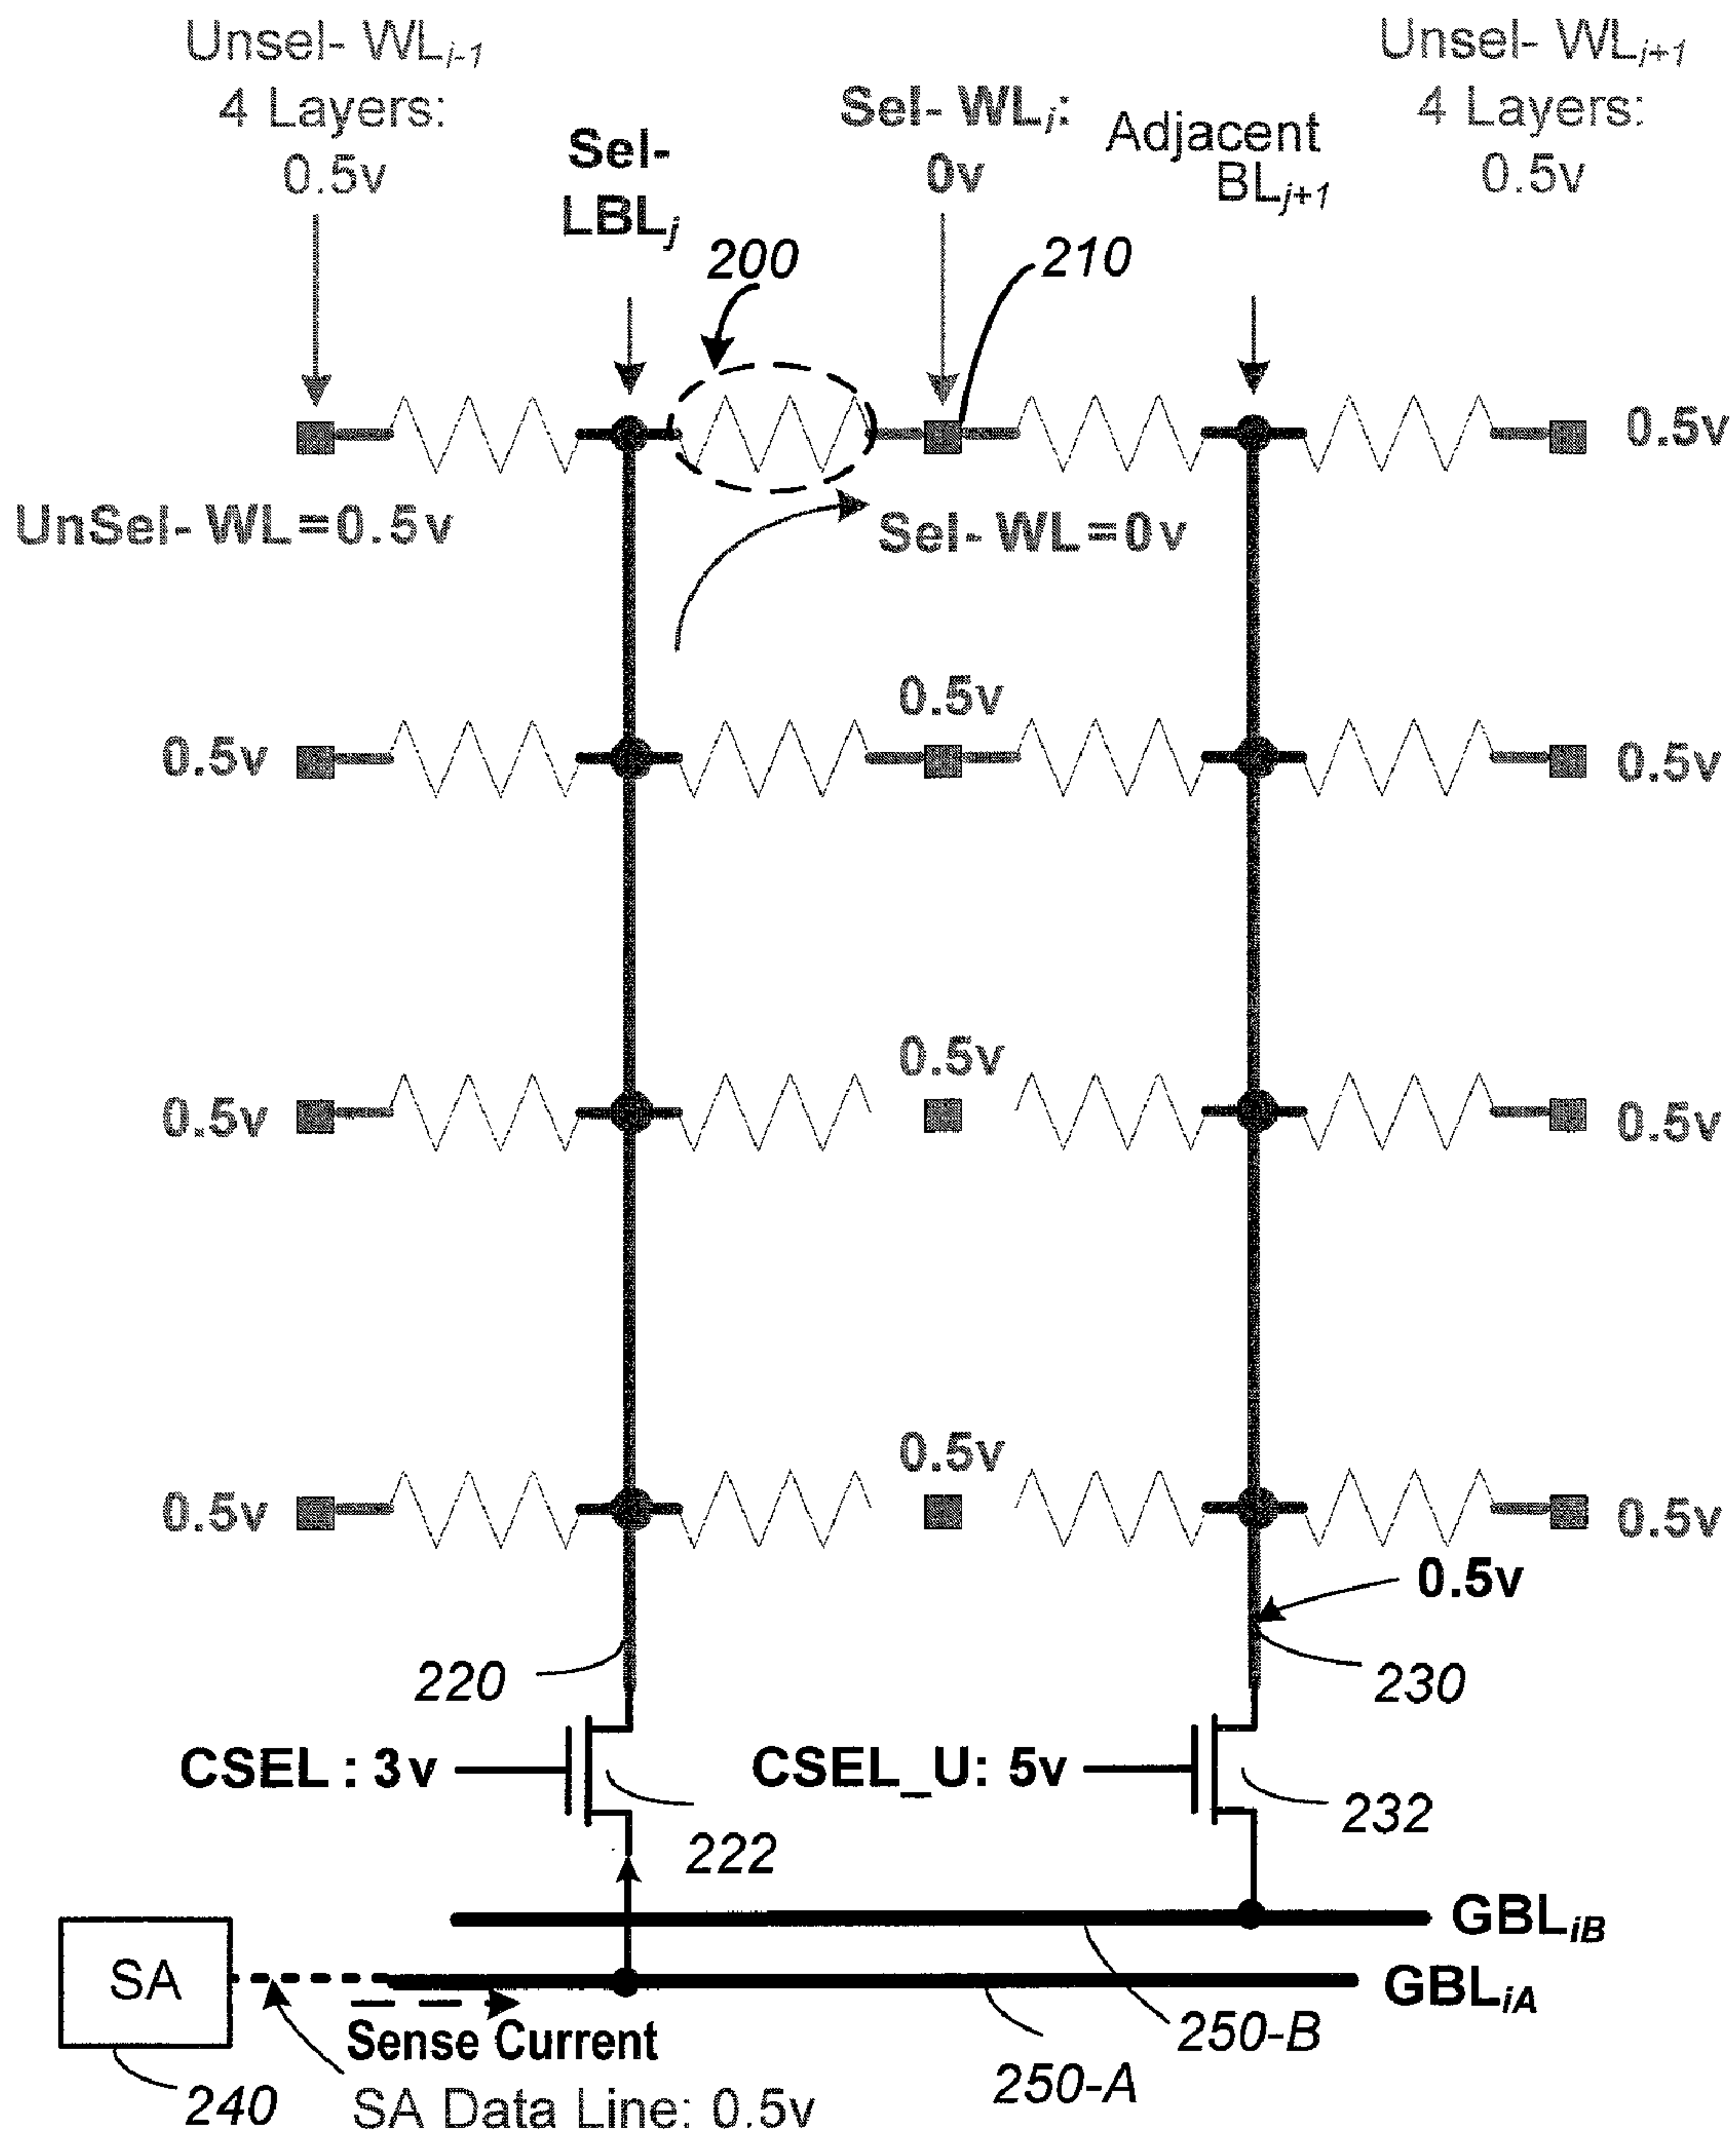 Unsel- WLj-1
4 Layers:
0.5v
Sel-
LBLj
Sel- WLj:
0v
Adjacent
BLj+1
Unsel- WLj+1
4 Layers:
0.5v
200
210
0.5v
UnSel- WL=0.5v
Sel- WL=0v
0.5v
0.5v
0.5v
0.5v
0.5v
0.5v
0.5v
0.5v
0.5v
0.5v
220
230
CSEL : 3v
CSEL_U: 5v
222
232
GBLiB
SA
GBLiA
Sense Current
250-B
250-A
240
SA Data Line: 0.5v